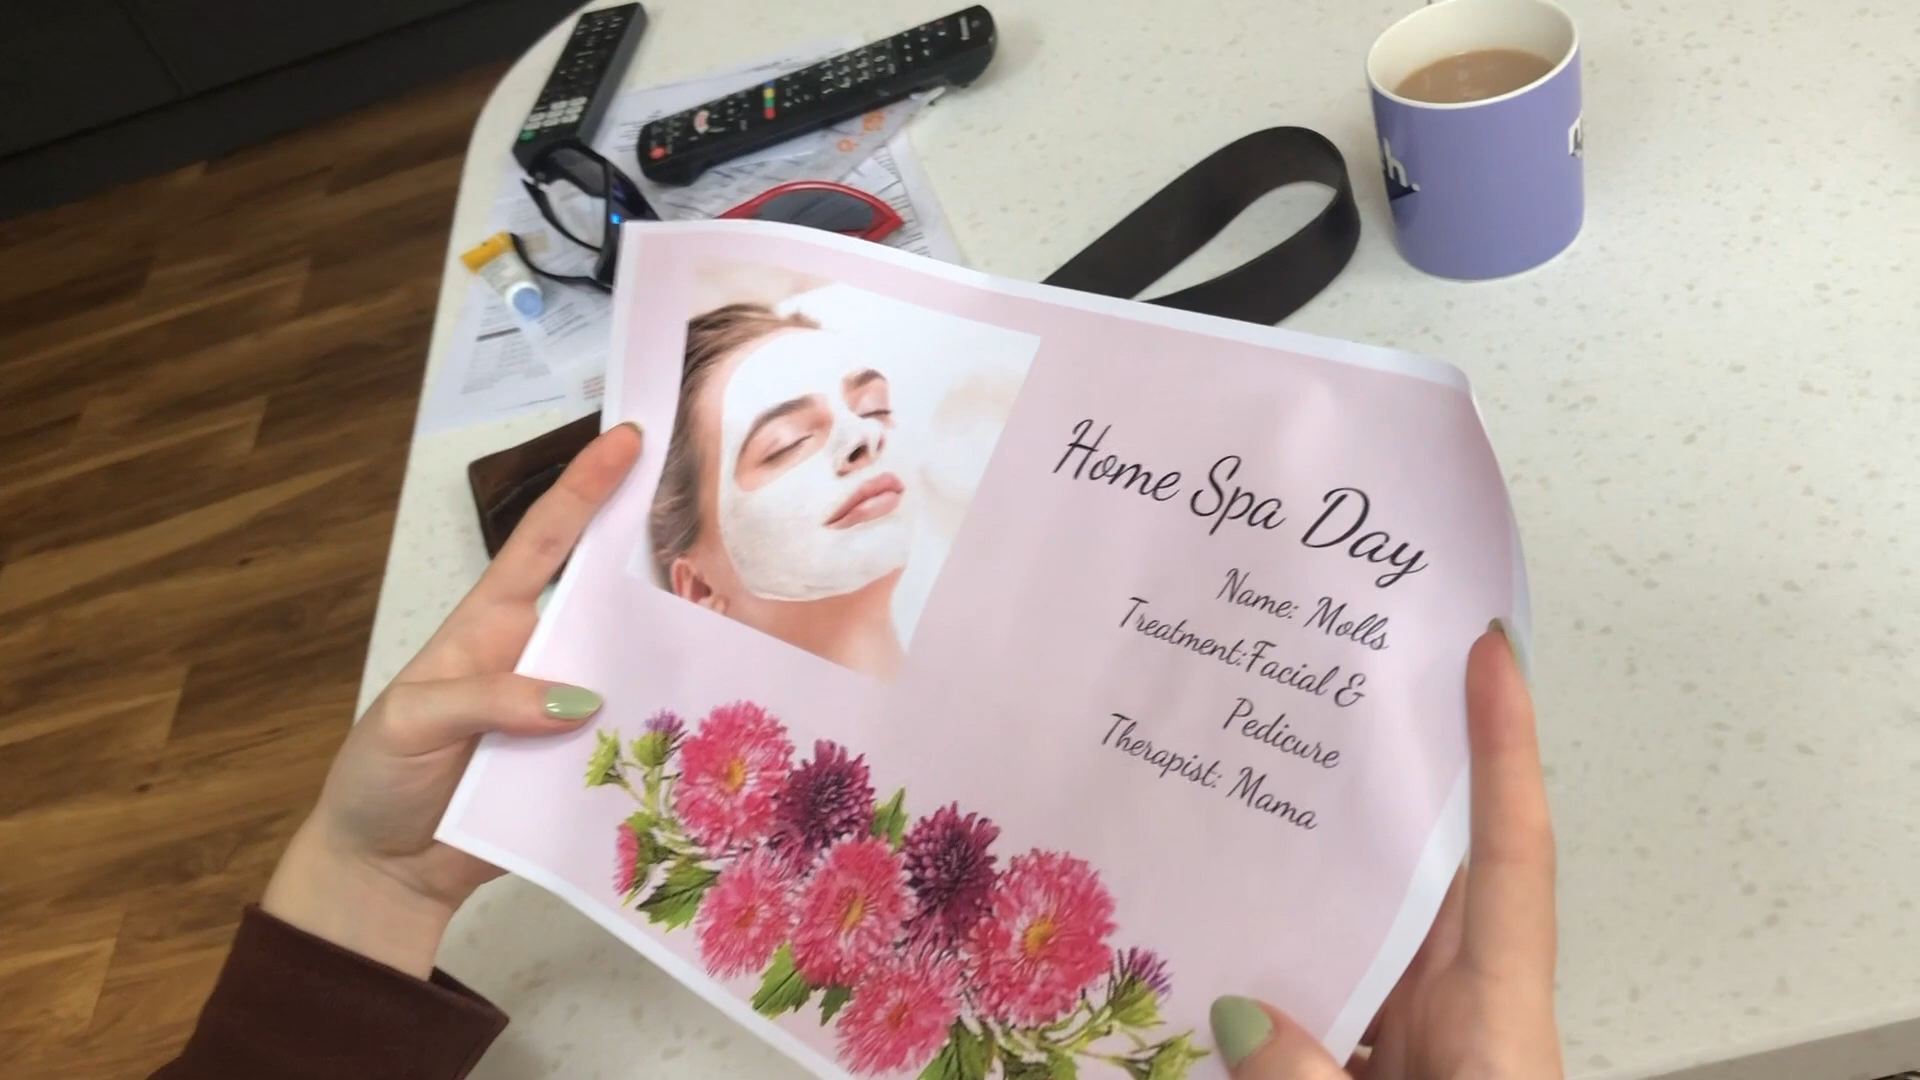 Home Spa Day
Name: Molls
Treatment:Facial &
Pedicure
Therapist: Mama
h.